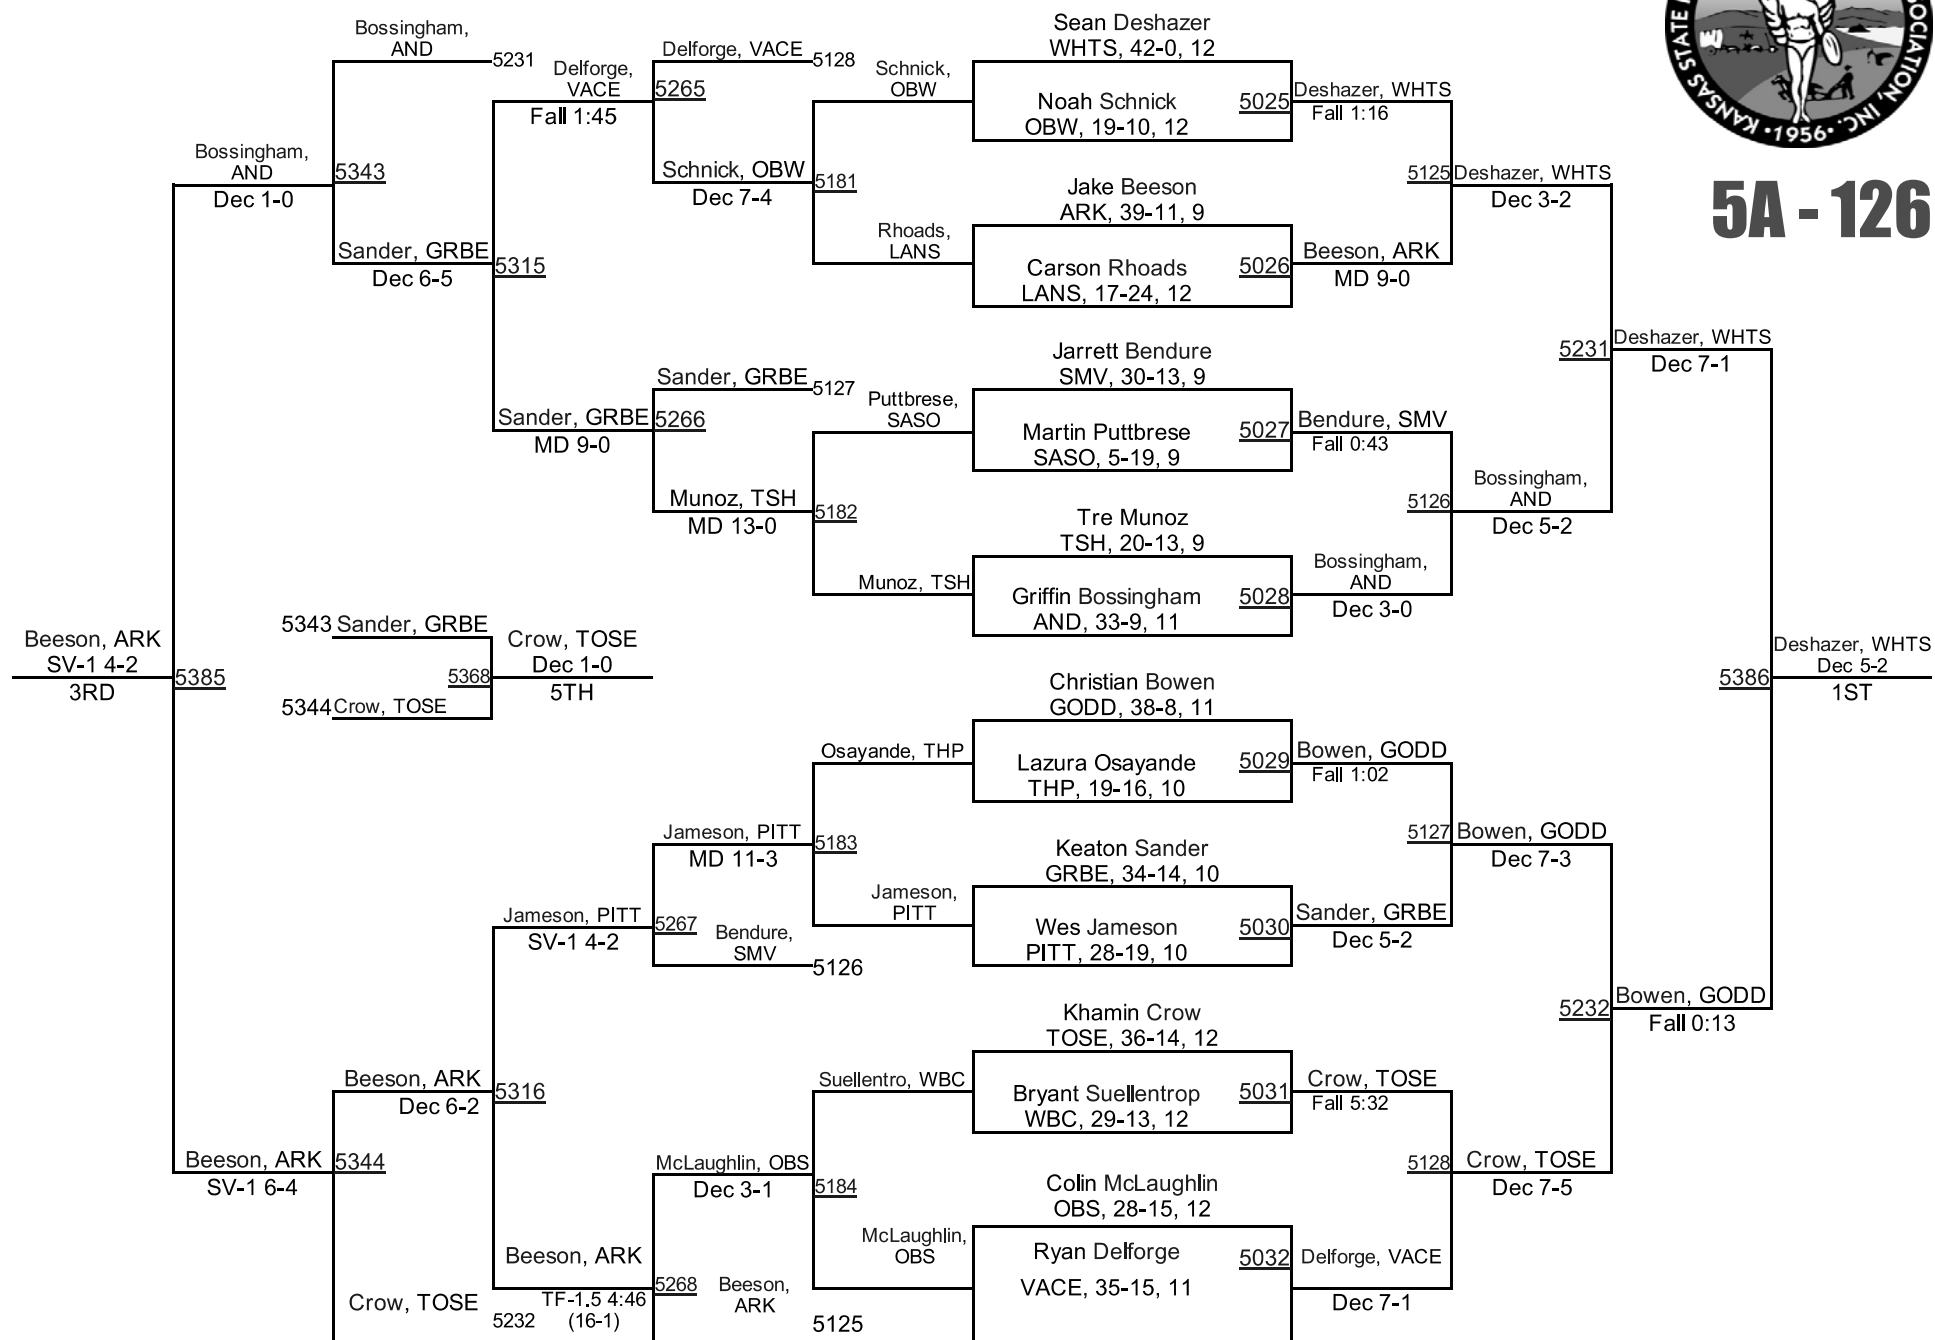 Bossingham,
AND
5231
Delforge,
VACE
Fall 1:45
Delforge, VACE
5128
5265
Schnick,
OBW
Sean Deshazer
WHTS, 42-0, 12
Noah Schnick
OBW, 19-10, 12
5025
Deshazer, WHTS
Fall 1:16
KANSAS STATE
OCIATION, INC.
•1956•
5A - 126
Bossingham,
AND
Dec 1-0
5343
Schnick, OBW
Dec 7-4
5181
Jake Beeson
ARK, 39-11, 9
5125
Deshazer, WHTS
Dec 3-2
Sander, GRBE
Dec 6-5
5315
Rhoads,
LANS
Carson Rhoads
LANS, 17-24, 12
5026
Beeson, ARK
MD 9-0
Jarrett Bendure
SMV, 30-13, 9
5231
Deshazer, WHTS
Dec 7-1
Sander, GRBE
5127
Sander, GRBE
MD 9-0
5266
Puttbrese,
SASO
Martin Puttbrese
SASO, 5-19, 9
5027
Bendure, SMV
Fall 0:43
Munoz, TSH
MD 13-0
5182
Tre Munoz
TSH, 20-13, 9
5126
Bossingham,
AND
Dec 5-2
Munoz, TSH
Griffin Bossingham
AND, 33-9, 11
5028
Bossingham,
AND
Dec 3-0
Beeson, ARK
SV-1 4-2
3RD
5385
5343
Sander, GRBE
5344
Crow, TOSE
5368
Crow, TOSE
Dec 1-0
5TH
5386
Deshazer, WHTS
Dec 5-2
1ST
Christian Bowen
GODD, 38-8, 11
Osayande, THP
Lazura Osayande
THP, 19-16, 10
5029
Bowen, GODD
Fall 1:02
Jameson, PITT
MD 11-3
5183
Keaton Sander
GRBE, 34-14, 10
5127
Bowen, GODD
Dec 7-3
Jameson, PITT
SV-1 4-2
5267
Bendure,
SMV
5126
Jameson,
PITT
Wes Jameson
PITT, 28-19, 10
5030
Sander, GRBE
Dec 5-2
Khamin Crow
TOSE, 36-14, 12
5232
Bowen, GODD
Fall 0:13
Beeson, ARK
Dec 6-2
5316
Suellentro, WBC
Bryant Suellentrop
WBC, 29-13, 12
5031
Crow, TOSE
Fall 5:32
Beeson, ARK
SV-1 6-4
5344
McLaughlin, OBS
Dec 3-1
5184
Colin McLaughlin
OBS, 28-15, 12
5128
Crow, TOSE
Dec 7-5
Crow, TOSE
5232
Beeson, ARK
TF-1.5 4:46
(16-1)
5268
Beeson,
ARK
5125
McLaughlin,
OBS
Ryan Delforge
VACE, 35-15, 11
5032
Delforge, VACE
Dec 7-1